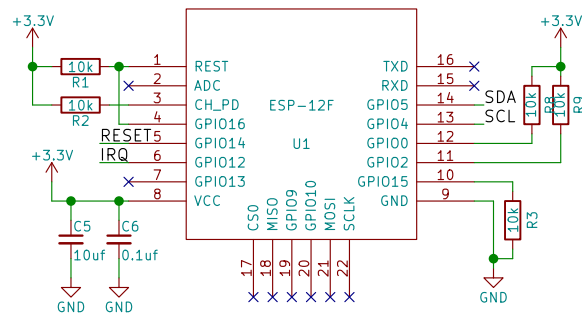 +3.3V
10k
R1
10k
R2
RESET
IRQ
+3.3V
C5
10uf
C6
0.1uf
GND
GND
1 REST
2 ADC
3 CH_PD
4 GPIO16
5 GPIO14
6 GPIO12
7 GPIO13
8 VCC
ESP-12F
U1
TXD 16
RXD 15
GPIO5 14
GPIO4 13
GPIO0 12
GPIO2 11
GPIO15 10
GND 9
CS0 17
MISO 18
GPIO9 19
GPIO10 20
MOSI 21
SCLK 22
SDA
SCL
+3.3V
10k
R8
10k
R9
10k
R3
GND